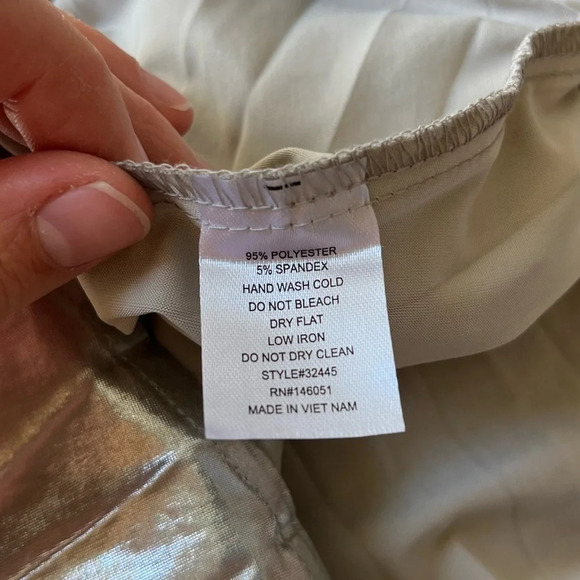 95% POLYESTER
5% SPANDEX
HAND WASH COLD
DO NOT BLEACH
DRY FLAT
LOW IRON
DO NOT DRY CLEAN
STYLE#32445
RN#146051
MADE IN VIET NAM